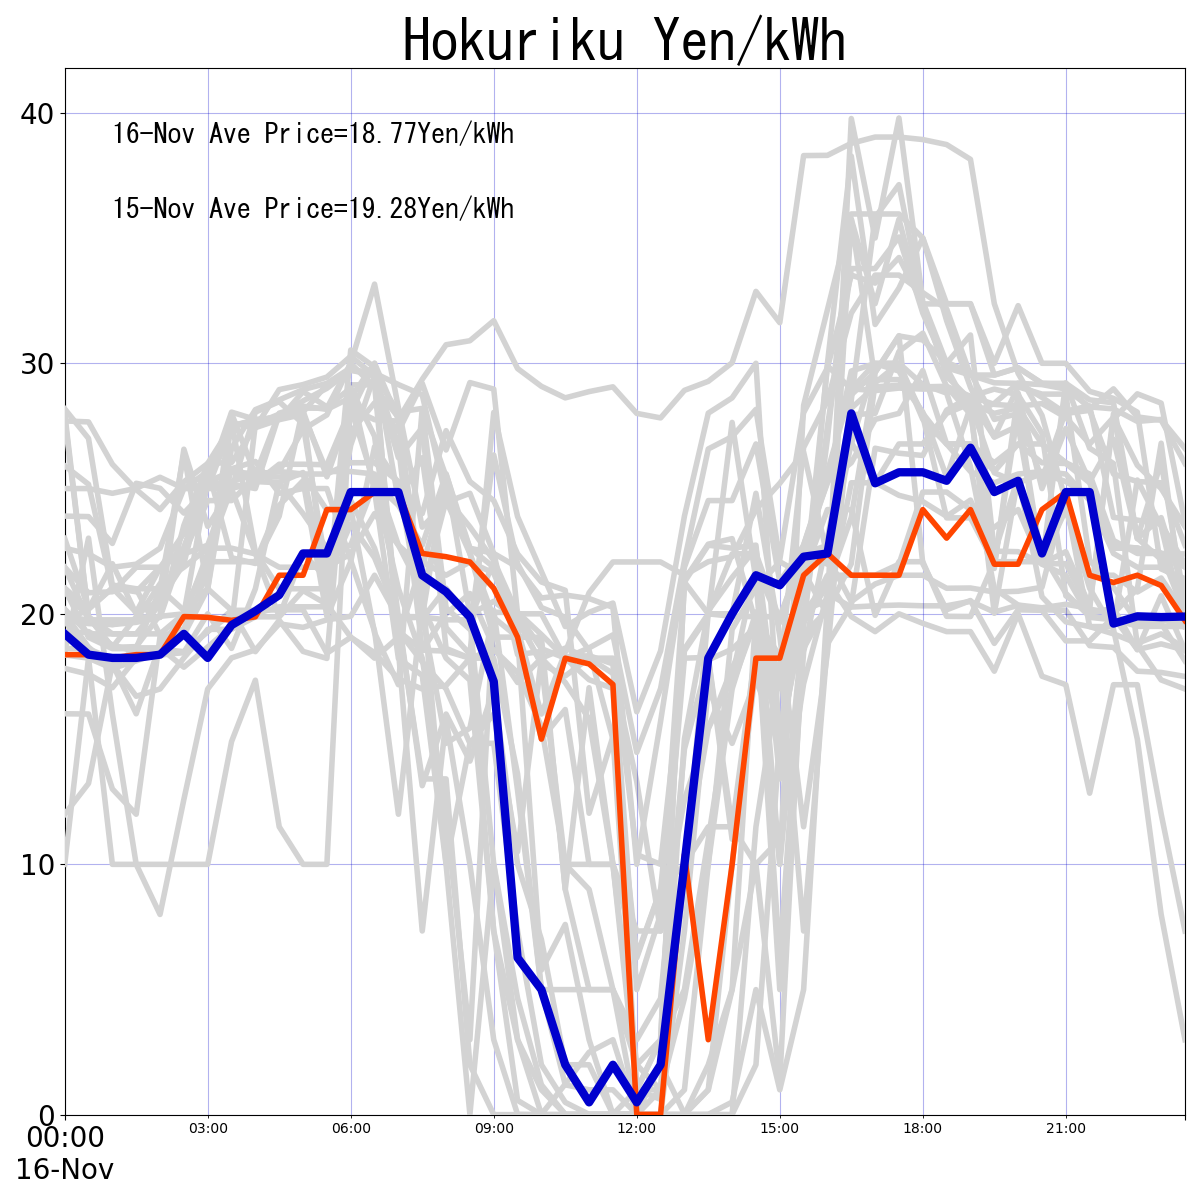 Hokuriku Yen/kWh
40
16-Nov Ave Price=18.77Yen/kWh
15-Nov Ave Price=19.28Yen/kWh
30
20
10
0
00:00 03:00 06:00 09:00 12:00 15:00 18:00 21:00
16-Nov